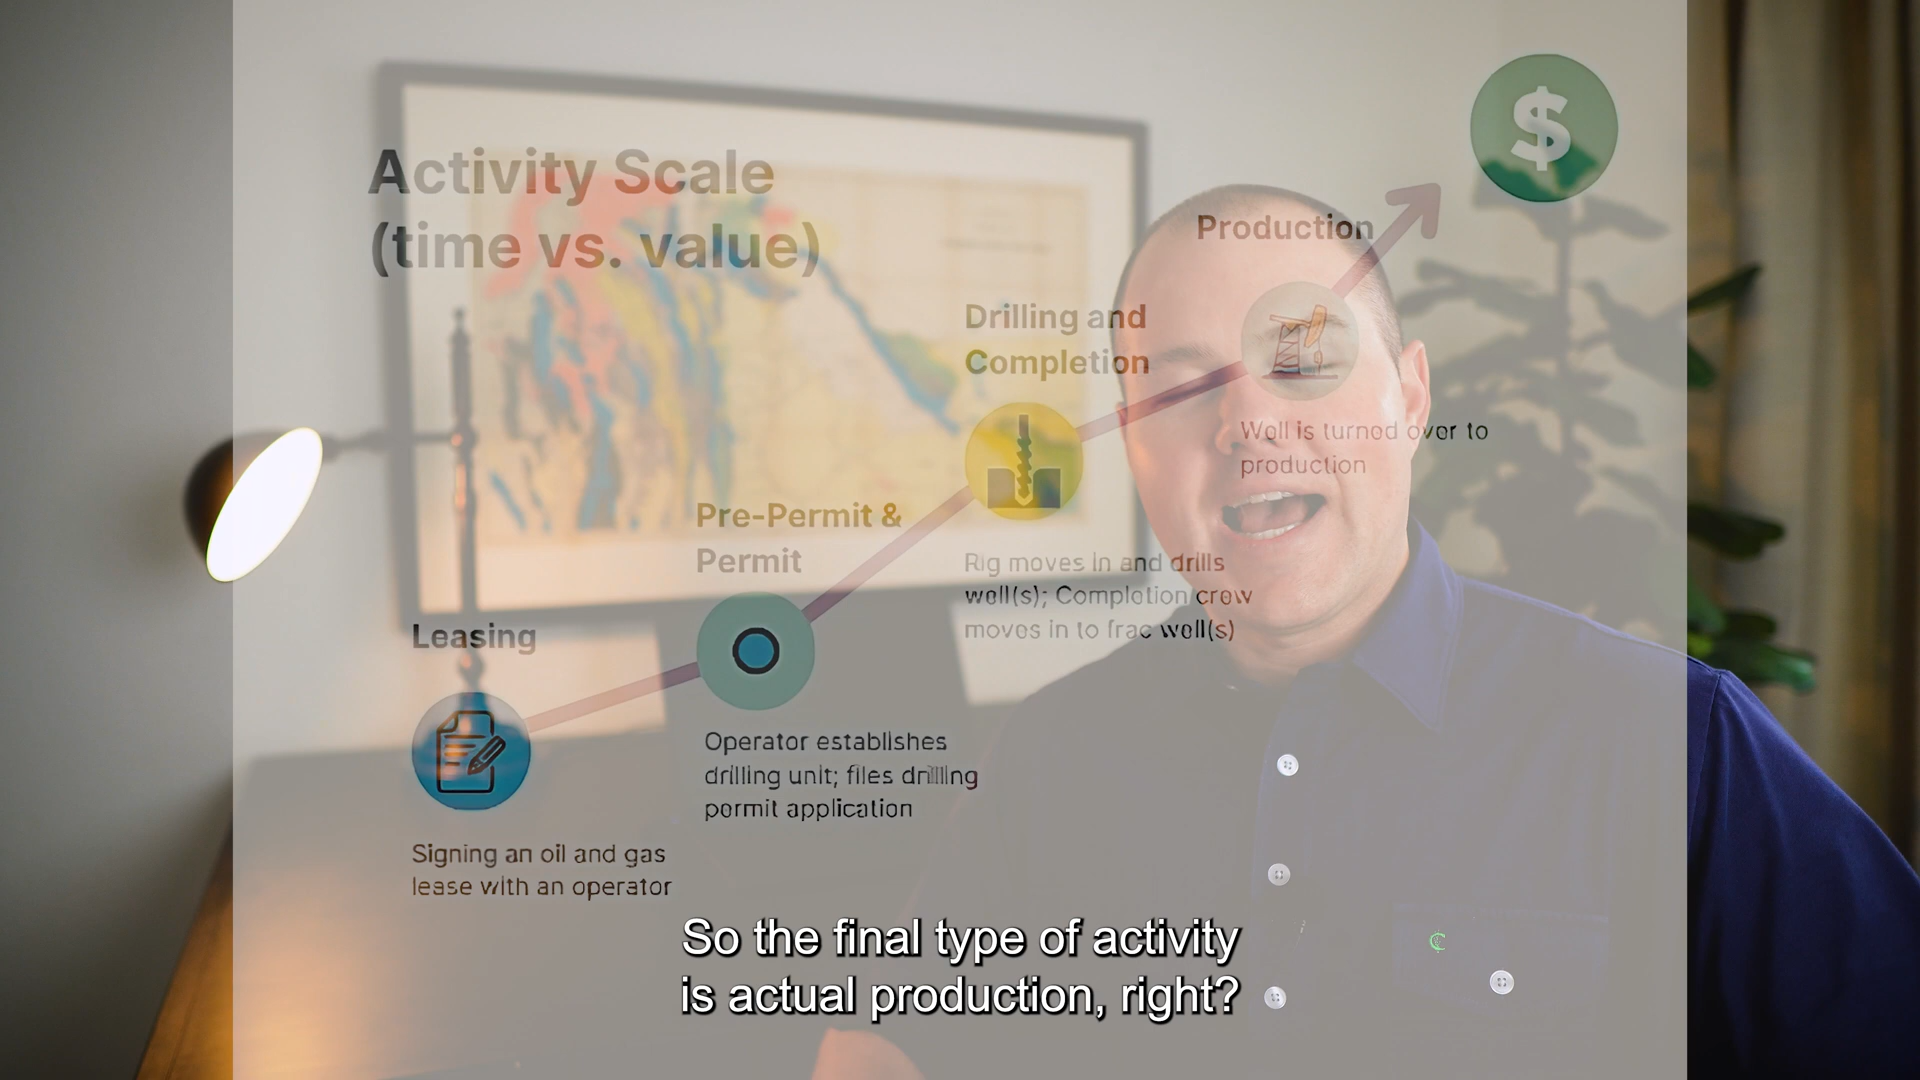 Activity Scale
(time vs. value)
$
Production
Drilling and
Completion
Well is turned over to
production
Pre-Permit &
Permit
Rig moves in and drills
well(s); Completion crew
moves in to frac well(s)
Leasing
Operator establishes
drilling unit; files drilling
permit application
Signing an oil and gas
lease with an operator
So the final type of activity
is actual production, right?